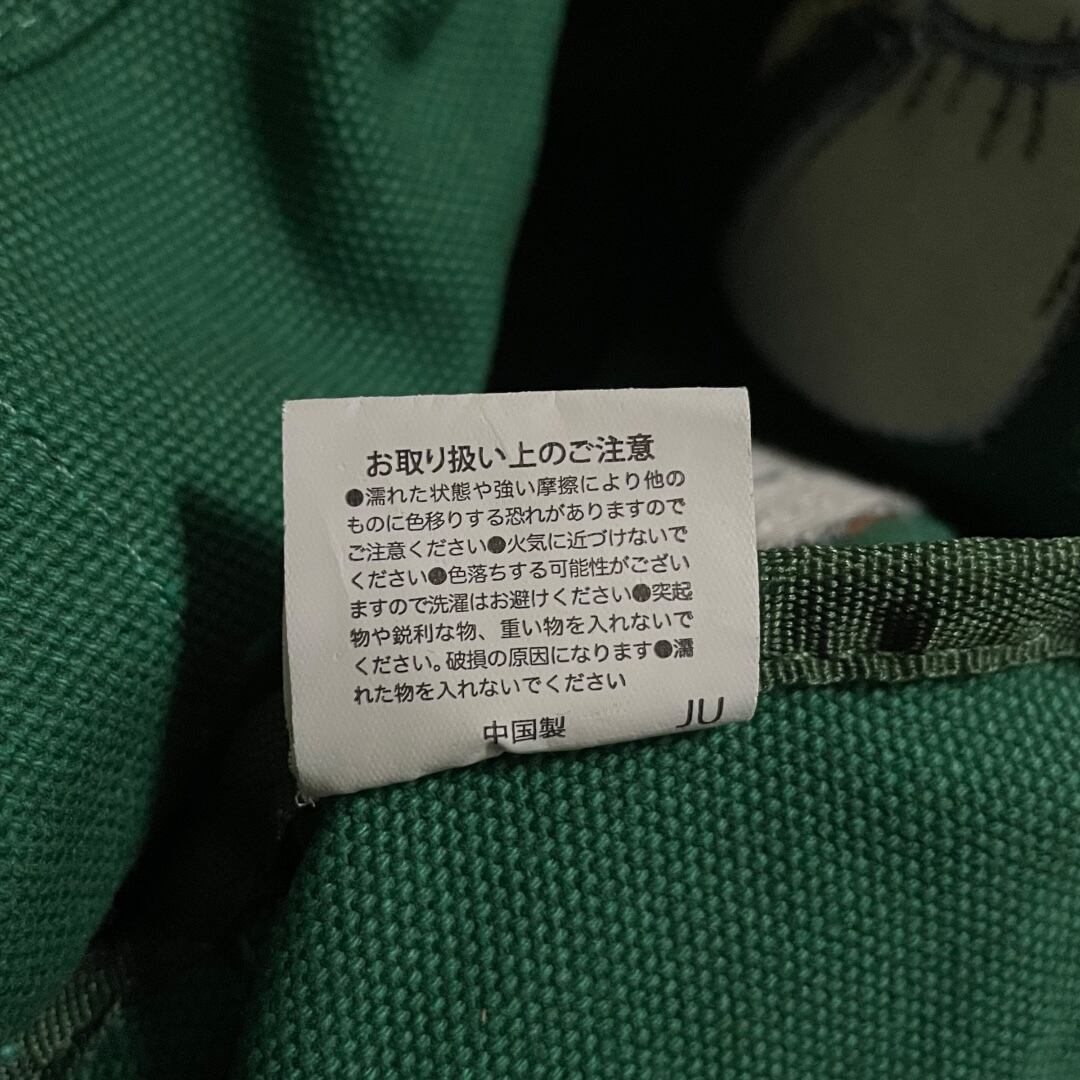 お取り扱い上のご注意
●濡れた状態や強い摩擦により他の
ものに色移りする恐れがありますので
ご注意ください●火気に近づけないで
ください●色落ちする可能性がござい
ますので洗濯はお避けください●突起
物や鋭利な物、重い物を入れないで
ください。破損の原因になります●濡
れた物を入れないでください
中国製 JU